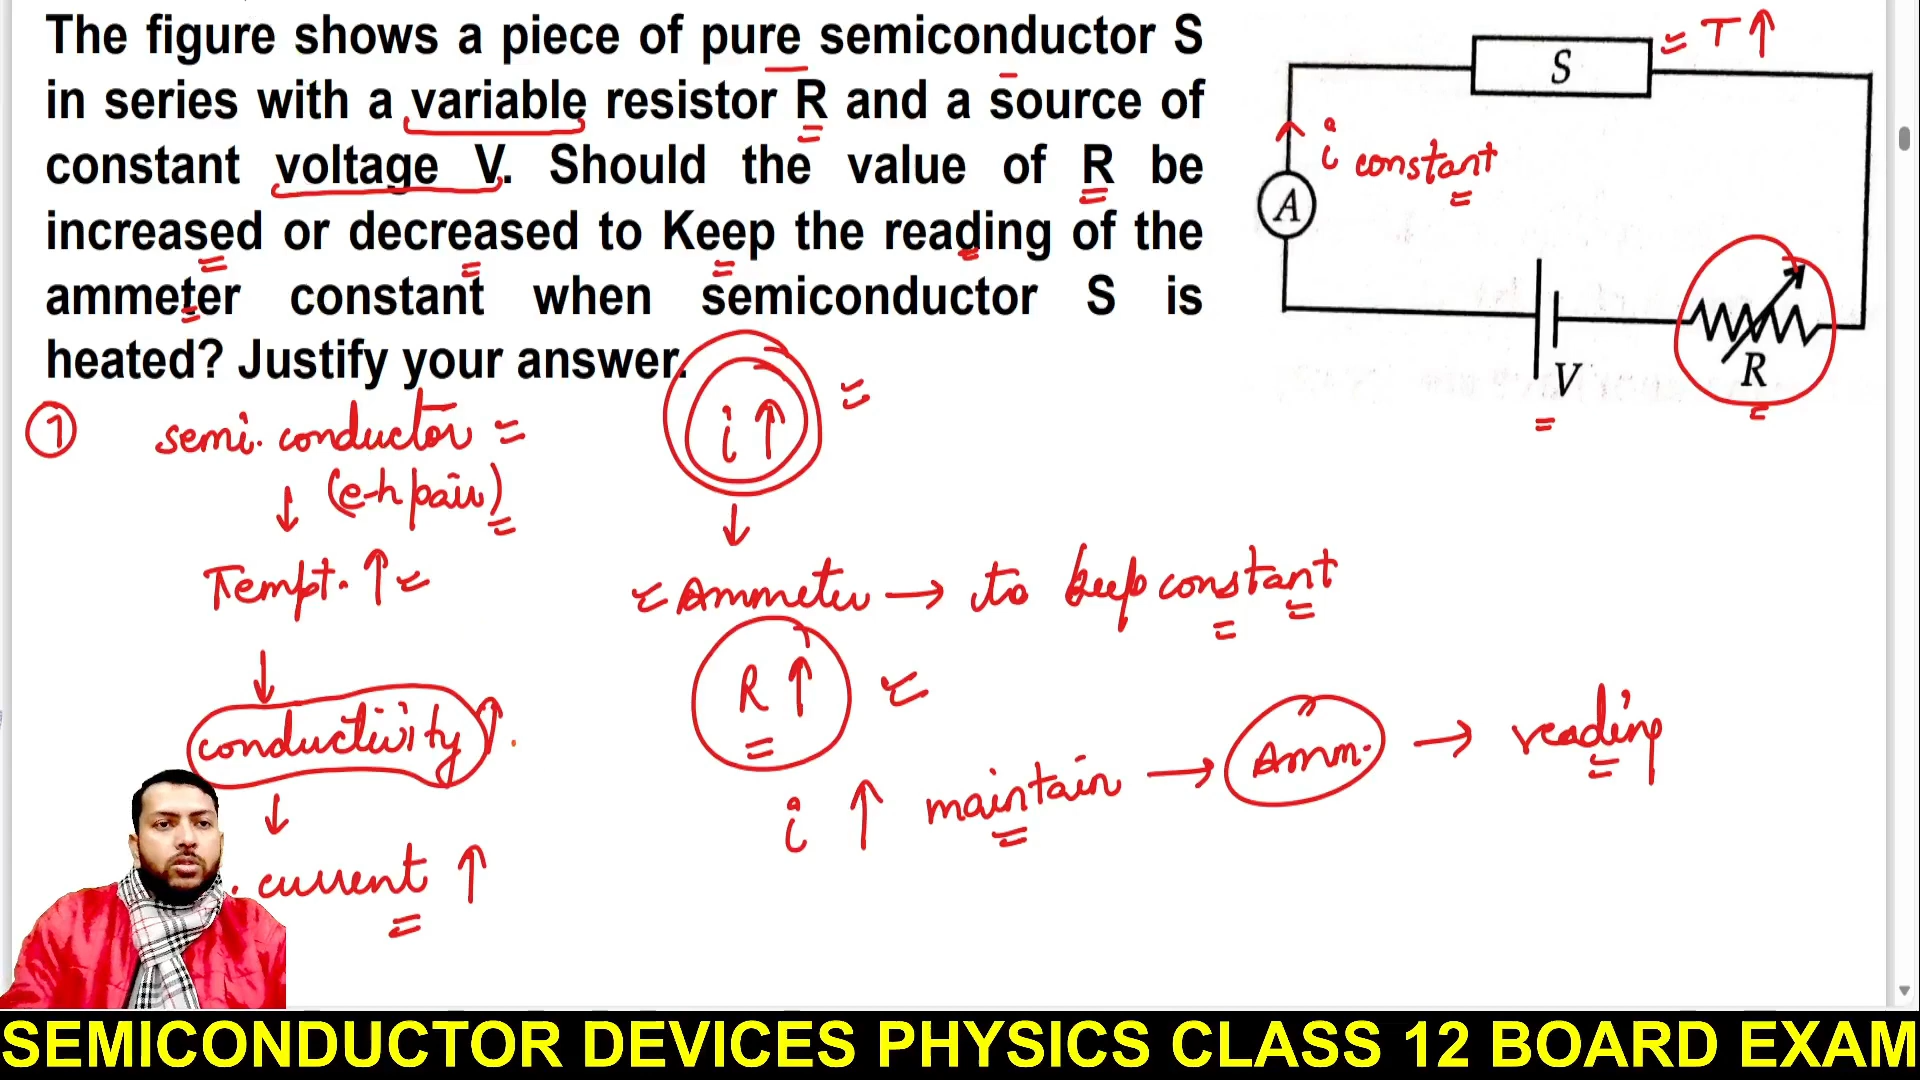 The figure shows a piece of pure semiconductor S
in series with a variable resistor R and a source of
constant voltage V. Should the value of R be
increased or decreased to Keep the reading of the
ammeter constant when semiconductor S is
heated? Justify your answer.
S
= T↑
i
i constant
A
V
R
1 semi. conductor =
(e-h pair)
↓
Tempt. ↑
↓
conductivity ↑
↓
current ↑
i ↑
↓
Ammeter → to keep constant
R ↑
i ↑ maintain → Amm. → reading
SEMICONDUCTOR DEVICES PHYSICS CLASS 12 BOARD EXAM